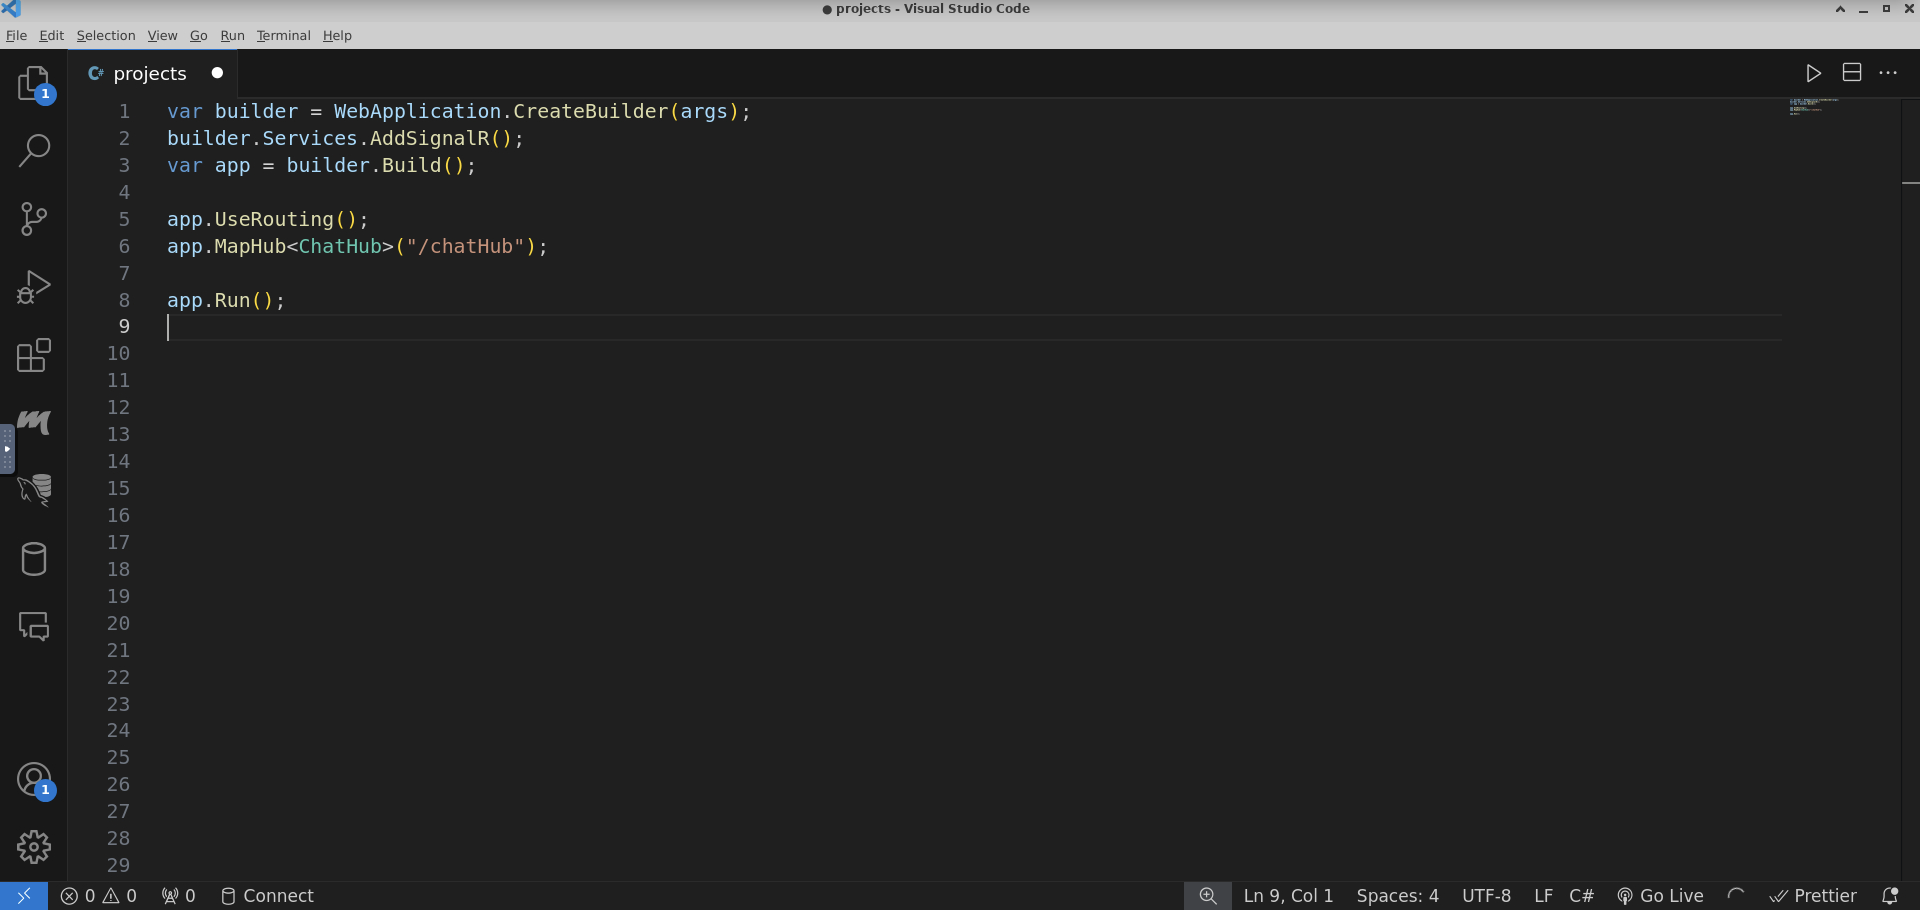 ● projects - Visual Studio Code
File Edit Selection View Go Run Terminal Help
1
C# projects
1 var builder = WebApplication.CreateBuilder(args);
2 builder.Services.AddSignalR();
3 var app = builder.Build();
4
5 app.UseRouting();
6 app.MapHub<ChatHub>("/chatHub");
7
8 app.Run();
9
10
11
12
13
14
15
16
17
18
19
20
21
22
23
24
25
26
27
28
29
1
0 0 0 Connect Ln 9, Col 1 Spaces: 4 UTF-8 LF C# Go Live Prettier